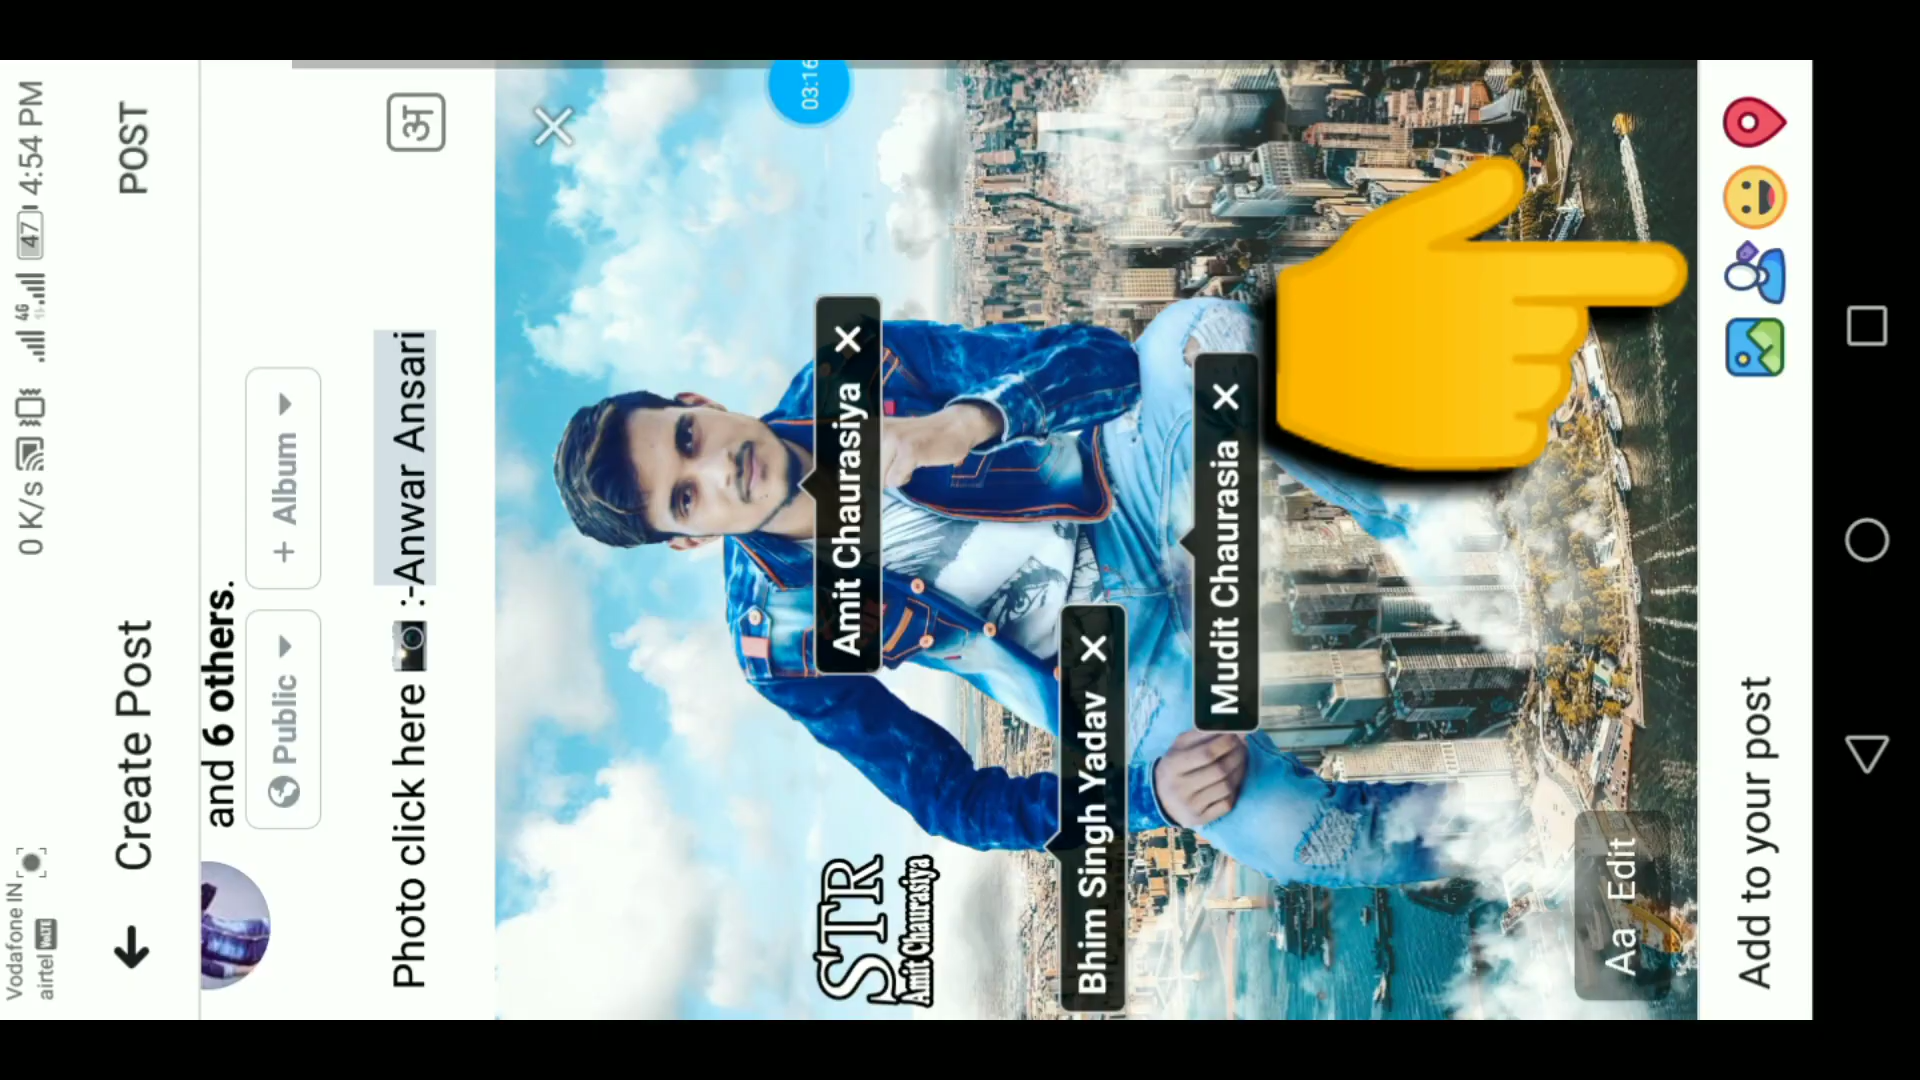 Vodafone IN
airtel VoLTE
0 K/s 4G 47 4:54 PM
Create Post
POST
and 6 others.
Public
+ Album
Photo click here 📷 :-Anwar Ansari
अ
03:16
Amit Chaurasiya ×
STR
Amit Chaurasiya
Bhim Singh Yadav ×
Mudit Chaurasia ×
Aa Edit
Add to your post